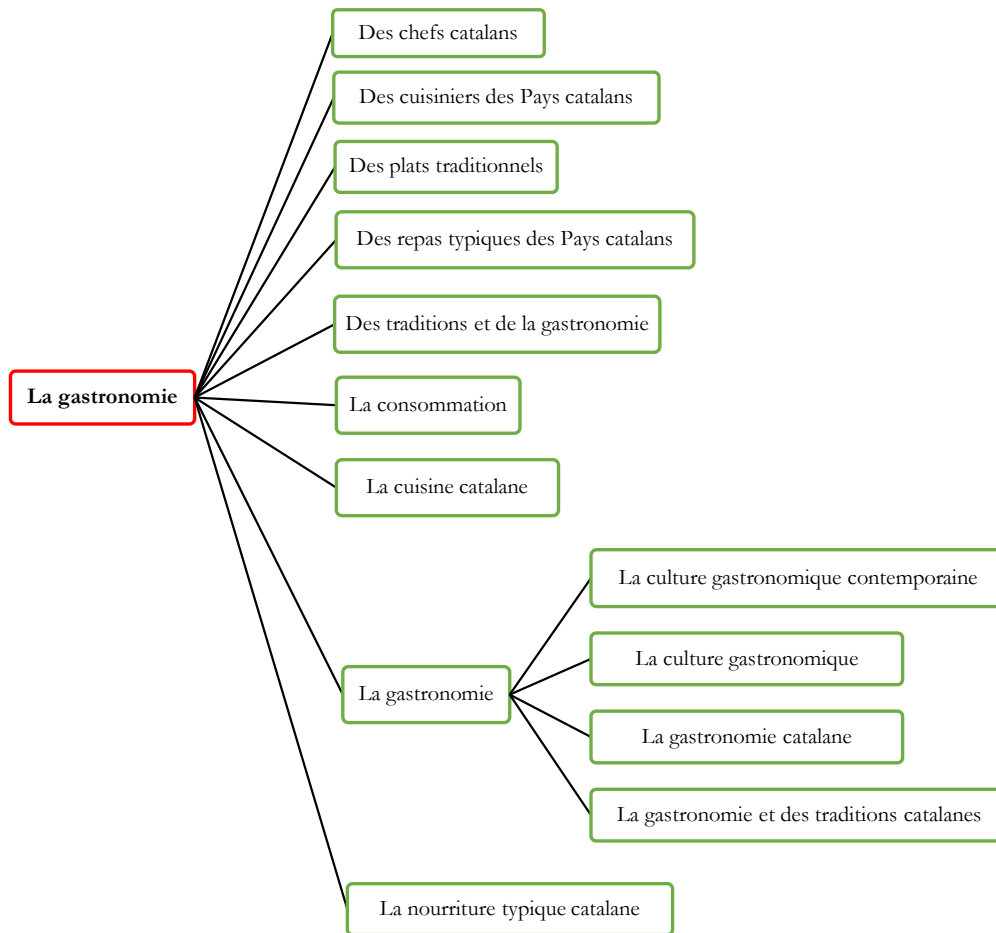 Des chefs catalans
Des cuisiniers des Pays catalans
Des plats traditionnels
Des repas typiques des Pays catalans
Des traditions et de la gastronomie
La gastronomie
La consommation
La cuisine catalane
La culture gastronomique contemporaine
La culture gastronomique
La gastronomie
La gastronomie catalane
La gastronomie et des traditions catalanes
La nourriture typique catalane